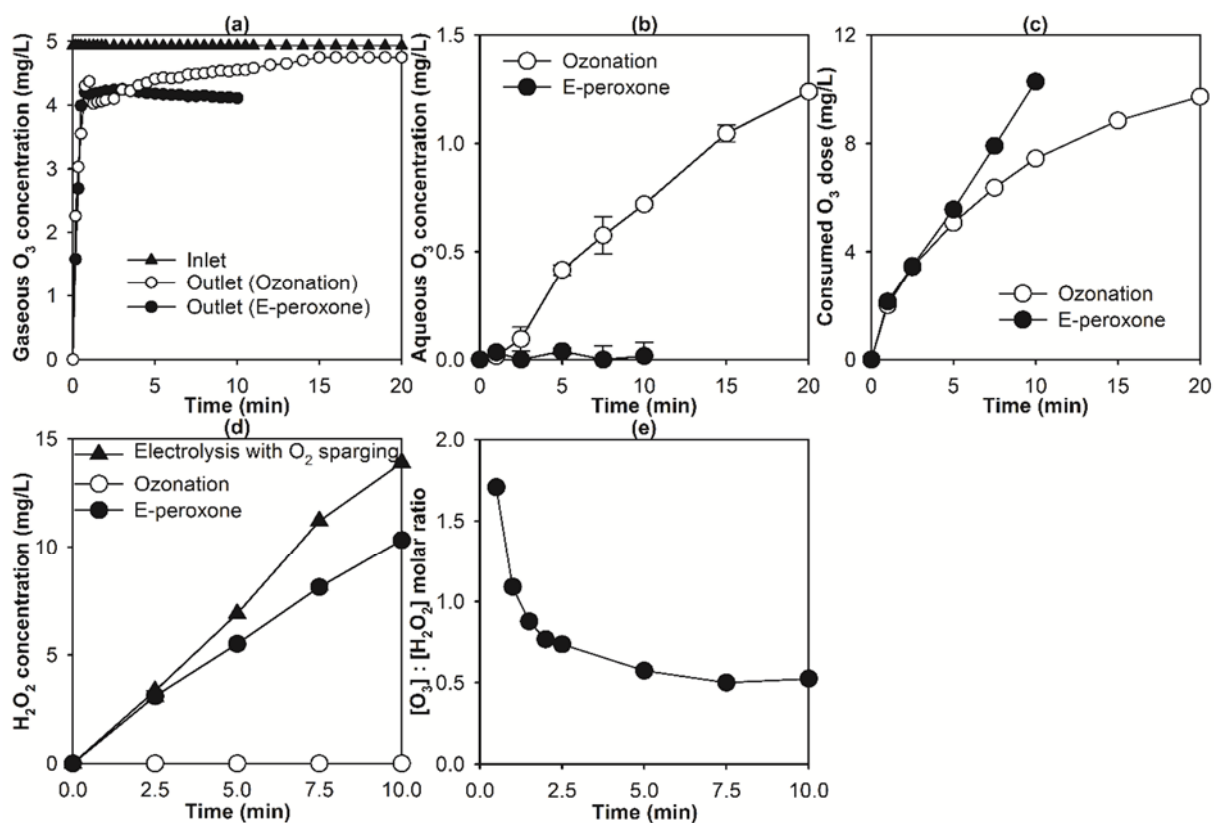 (a)
Gaseous O₃ concentration (mg/L)
5
4
3
2
1
0
Inlet
Outlet (Ozonation)
Outlet (E-peroxone)
0 5 10 15 20
Time (min)
(b)
Aqueous O₃ concentration (mg/L)
1.5
1.0
0.5
0.0
Ozonation
E-peroxone
0 5 10 15 20
Time (min)
(c)
Consumed O₃ dose (mg/L)
12
8
4
0
Ozonation
E-peroxone
0 5 10 15 20
Time (min)
(d)
H₂O₂ concentration (mg/L)
15
10
5
0
Electrolysis with O₂ sparging
Ozonation
E-peroxone
0.0 2.5 5.0 7.5 10.0
Time (min)
(e)
[O₃] : [H₂O₂] molar ratio
2.0
1.5
1.0
0.5
0.0
0.0 2.5 5.0 7.5 10.0
Time (min)